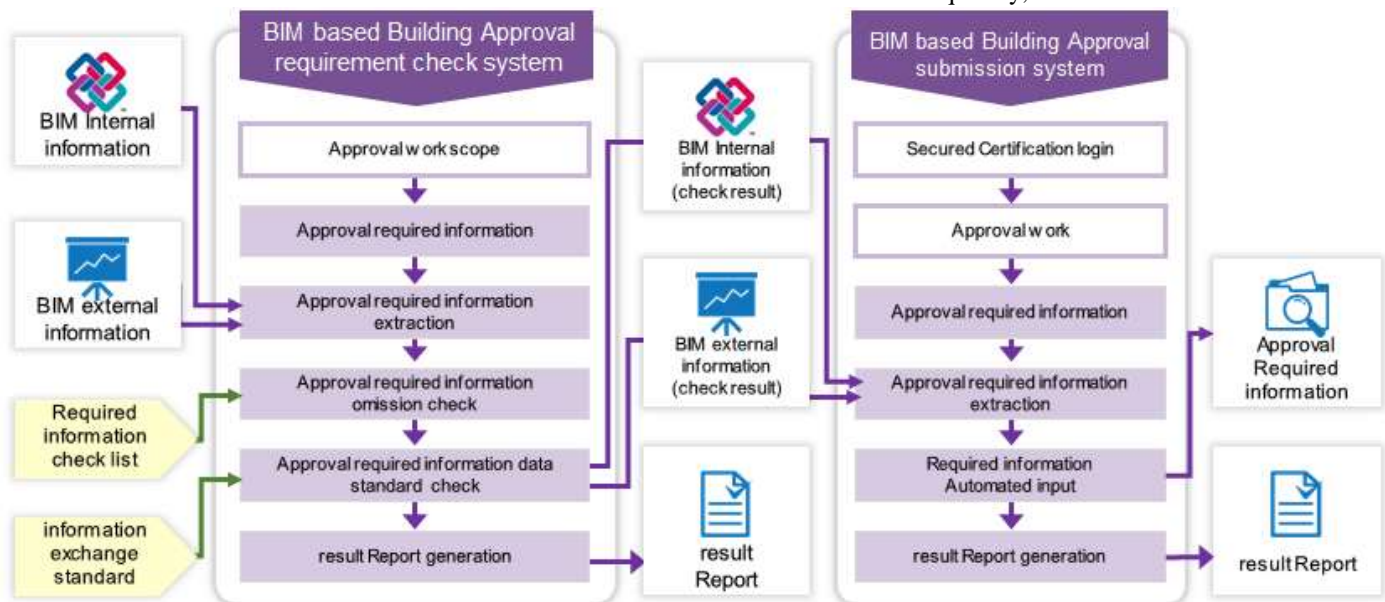 BIM based Building Approval
requirement check system
BIM Internal
information
BIM external
information
Required
information
check list
information
exchange
standard
Approval work scope
Approval required information
Approval required information
extraction
Approval required information
omission check
Approval required information data
standard check
result Report generation
BIM Internal
information
(check result)
BIM external
information
(check result)
result
Report
BIM based Building Approval
submission system
Secured Certification login
Approval work
Approval required information
Approval required information
extraction
Required information
Automated input
result Report generation
Approval
Required
information
result Report